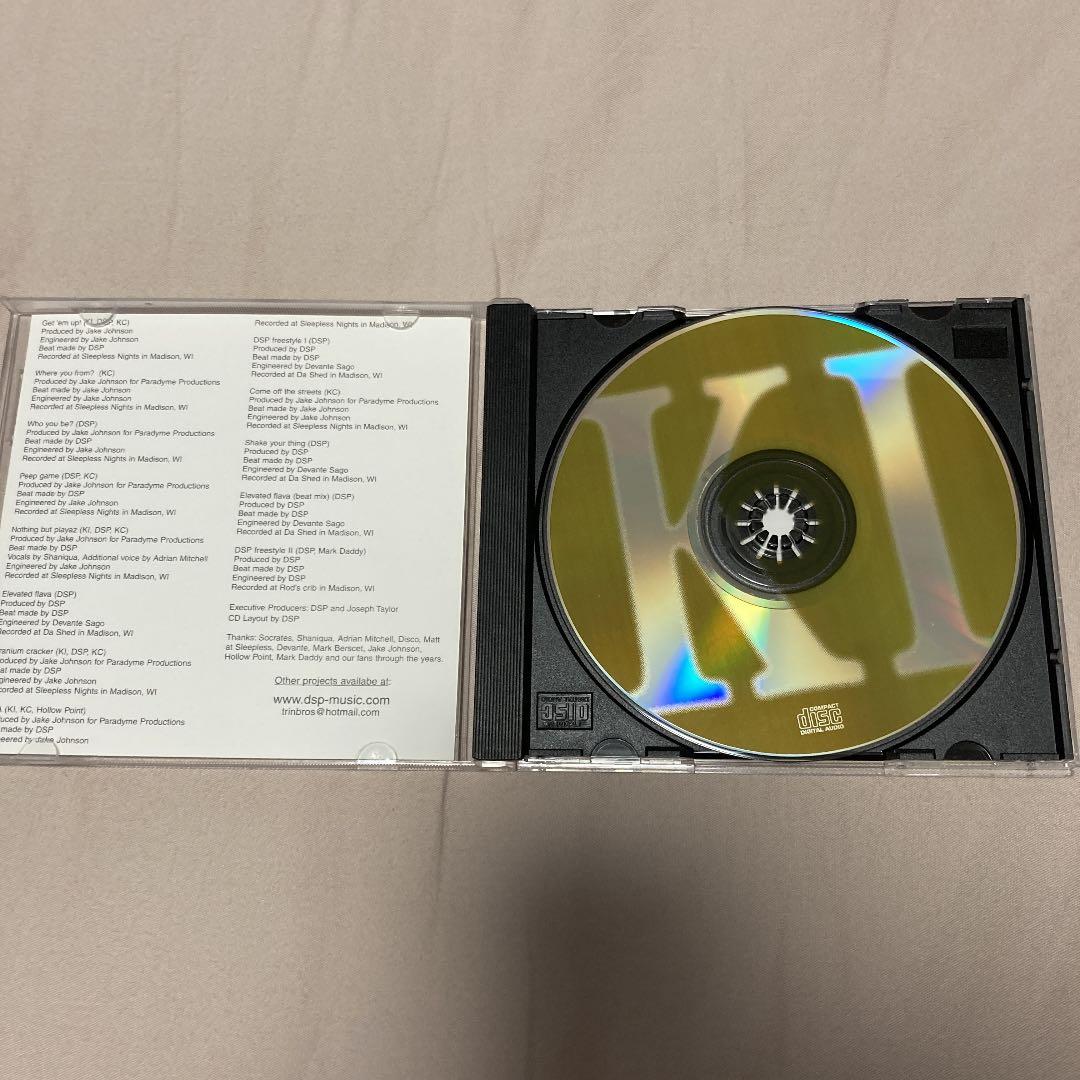 Get 'em up! (KI, DSP, KC)
Produced by Jake Johnson
Engineered by Jake Johnson
Beat made by DSP
Recorded at Sleepless Nights in Madison, WI
Where you from? (KC)
Produced by Jake Johnson for Paradyme Productions
Beat made by Jake Johnson
Engineered by Jake Johnson
Recorded at Sleepless Nights in Madison, WI
Who you be? (DSP)
Produced by Jake Johnson for Paradyme Productions
Beat made by DSP
Engineered by Jake Johnson
Recorded at Sleepless Nights in Madison, WI
Peep game (DSP, KC)
Produced by Jake Johnson for Paradyme Productions
Beat made by DSP
Engineered by Jake Johnson
Recorded at Sleepless Nights in Madison, WI
Nothing but playaz (KI, DSP, KC)
Produced by Jake Johnson for Paradyme Productions
Beat made by DSP
Vocals by Shaniqua, Additional voice by Adrian Mitchell
Engineered by Jake Johnson
Recorded at Sleepless Nights in Madison, WI
Elevated flava (DSP)
Produced by DSP
Beat made by DSP
Engineered by Devante Sago
Recorded at Da Shed in Madison, WI
ranium cracker (KI, DSP, KC)
oduced by Jake Johnson for Paradyme Productions
at made by DSP
gineered by Jake Johnson
corded at Sleepless Nights in Madison, WI
(KI, KC, Hollow Point)
uced by Jake Johnson for Paradyme Productions
made by DSP
eered by Jake Johnson
Recorded at Sleepless Nights in Madison, WI
DSP freestyle I (DSP)
Produced by DSP
Beat made by DSP
Engineered by Devante Sago
Recorded at Da Shed in Madison, WI
Come off the streets (KC)
Produced by Jake Johnson for Paradyme Productions
Beat made by Jake Johnson
Engineered by Jake Johnson
Recorded at Sleepless Nights in Madison, WI
Shake your thing (DSP)
Produced by DSP
Beat made by DSP
Engineered by Devante Sago
Recorded at Da Shed in Madison, WI
Elevated flava (beat mix) (DSP)
Produced by DSP
Beat made by DSP
Engineered by Devante Sago
Recorded at Da Shed in Madison, WI
DSP freestyle II (DSP, Mark Daddy)
Produced by DSP
Beat made by DSP
Engineered by DSP
Recorded at Rod's crib in Madison, WI
Executive Producers: DSP and Joseph Taylor
CD Layout by DSP
Thanks: Socrates, Shaniqua, Adrian Mitchell, Disco, Matt
at Sleepless, Devante, Mark Berscet, Jake Johnson,
Hollow Point, Mark Daddy and our fans through the years.
Other projects availabe at:
www.dsp-music.com
trinbros@hotmail.com
KI
COMPACT
disc
DIGITAL AUDIO